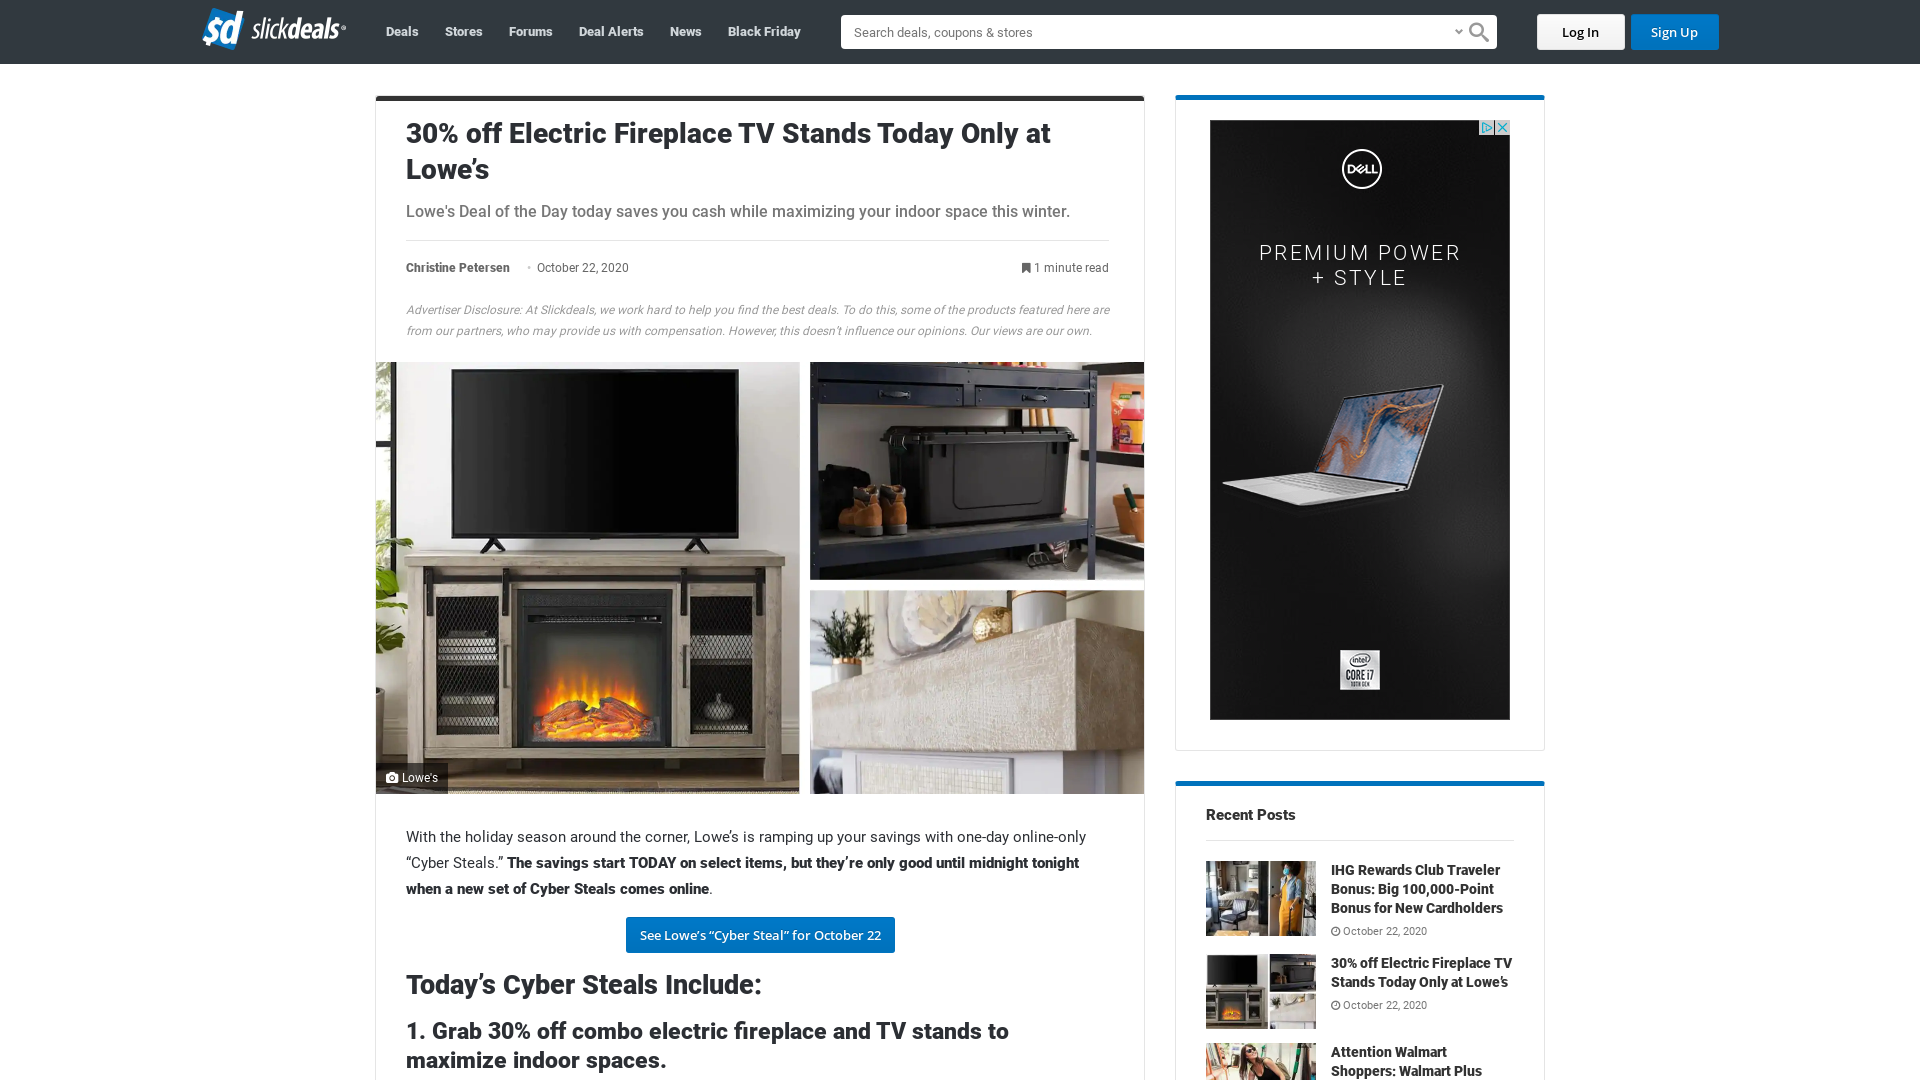 slickdeals
Deals
Stores
Forums
Deal Alerts
News
Black Friday
Search deals, coupons & stores
Log In
Sign Up
30% off Electric Fireplace TV Stands Today Only at
Lowe’s
Lowe's Deal of the Day today saves you cash while maximizing your indoor space this winter.
Christine Petersen • October 22, 2020
1 minute read
Advertiser Disclosure: At Slickdeals, we work hard to help you find the best deals. To do this, some of the products featured here are
from our partners, who may provide us with compensation. However, this doesn’t influence our opinions. Our views are our own.
Lowe's
With the holiday season around the corner, Lowe’s is ramping up your savings with one-day online-only
“Cyber Steals.” The savings start TODAY on select items, but they’re only good until midnight tonight
when a new set of Cyber Steals comes online.
See Lowe’s “Cyber Steal” for October 22
Today’s Cyber Steals Include:
1. Grab 30% off combo electric fireplace and TV stands to
maximize indoor spaces.
DELL
PREMIUM POWER
+ STYLE
intel
CORE i7
10TH GEN
Recent Posts
IHG Rewards Club Traveler
Bonus: Big 100,000-Point
Bonus for New Cardholders
October 22, 2020
30% off Electric Fireplace TV
Stands Today Only at Lowe’s
October 22, 2020
Attention Walmart
Shoppers: Walmart Plus